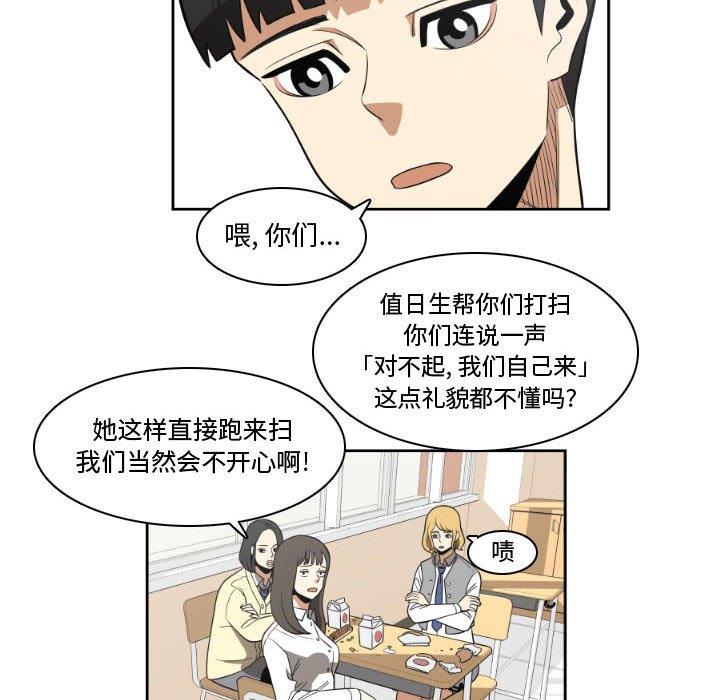 喂, 你们...
值日生帮你们打扫
你们连说一声
「对不起, 我们自己来」
这点礼貌都不懂吗?
她这样直接跑来扫
我们当然会不开心啊!
啧